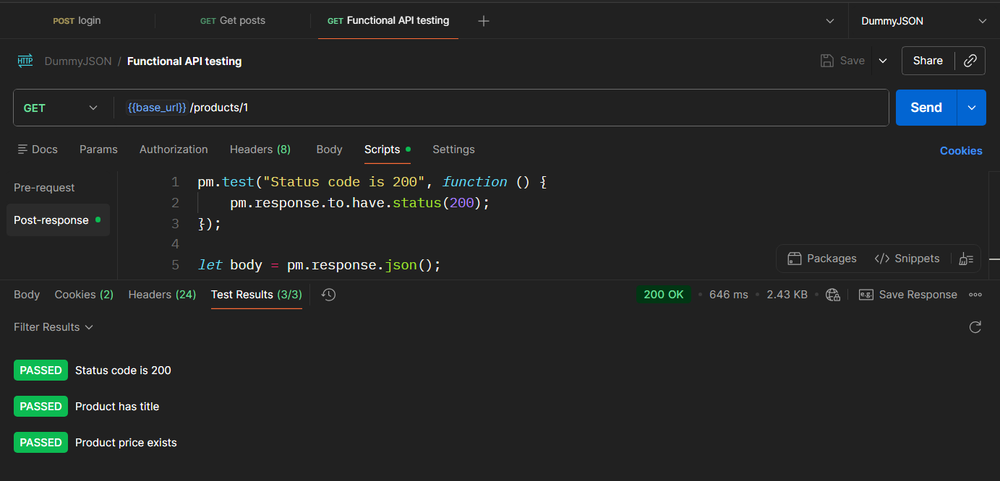 POST login GET Get posts GET Functional API testing DummyJSON
HTTP DummyJSON / Functional API testing Save Share
GET {{base_url}} /products/1 Send
Docs Params Authorization Headers (8) Body Scripts Settings Cookies
Pre-request
Post-response
1 pm.test("Status code is 200", function () {
2 pm.response.to.have.status(200);
3 });
4
5 let body = pm.response.json();
Packages </> Snippets
Body Cookies (2) Headers (24) Test Results (3/3) 200 OK • 646 ms • 2.43 KB • e.g. Save Response
Filter Results
PASSED Status code is 200
PASSED Product has title
PASSED Product price exists